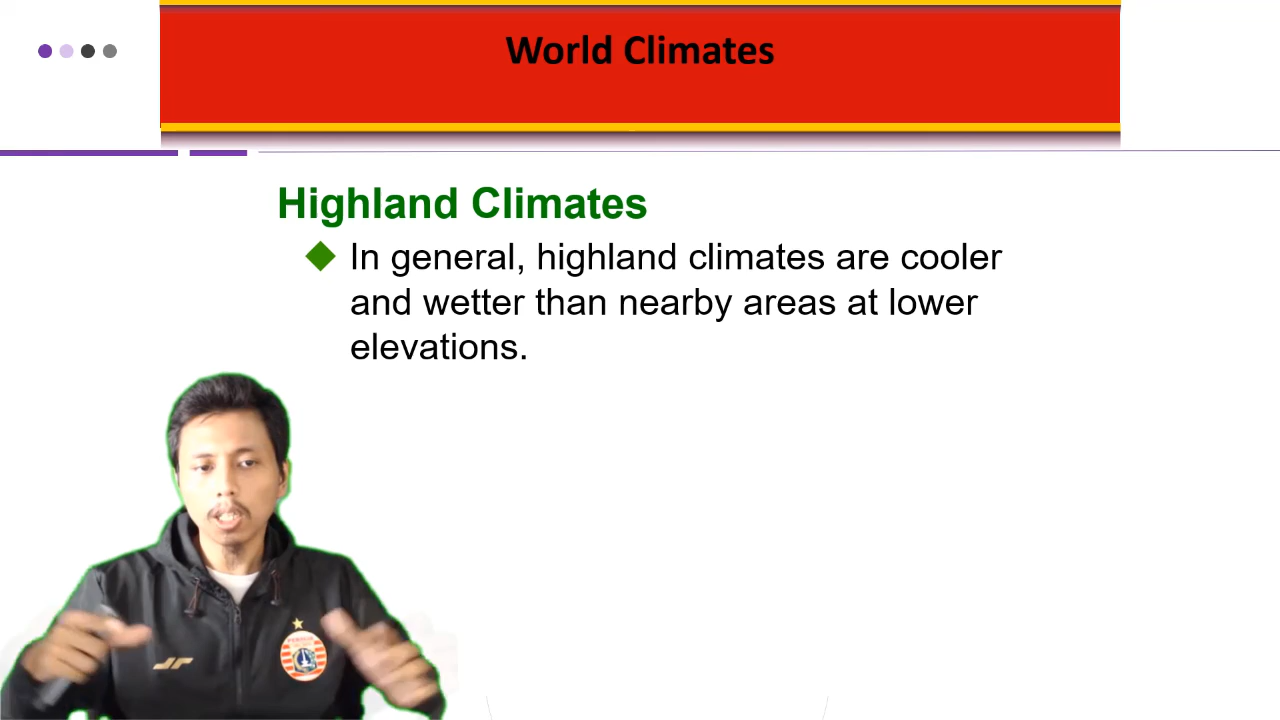 World Climates
Highland Climates
In general, highland climates are cooler
and wetter than nearby areas at lower
elevations.